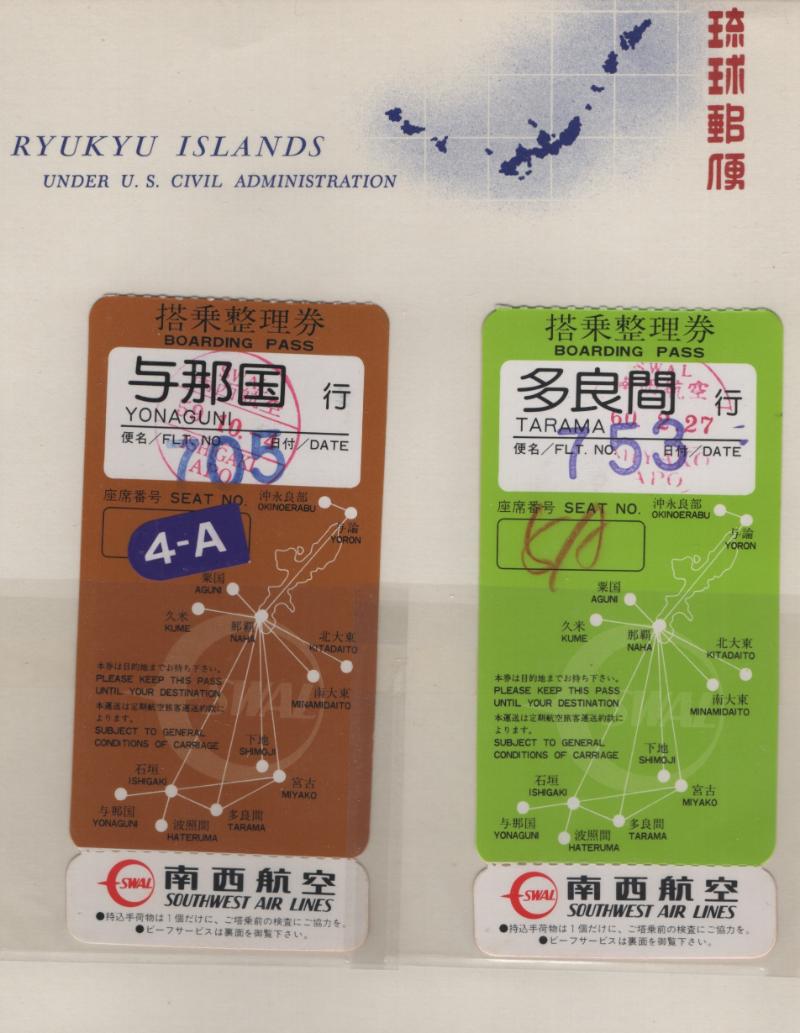 琉球郵便
RYUKYU ISLANDS
UNDER U. S. CIVIL ADMINISTRATION
搭乗整理券
BOARDING PASS
与那国 行
YONAGUNI
便名/FLT. NO. 日付/DATE
705
座席番号 SEAT NO.
4-A
沖永良部
OKINOERABU
与論
YORON
粟国
AGUNI
久米
KUME
那覇
NAHA
北大東
KITADAITO
南大東
MINAMIDAITO
本券は目的地までお持ち下さい。
PLEASE KEEP THIS PASS
UNTIL YOUR DESTINATION
本運送は定期航空旅客運送約款に
よります。
SUBJECT TO GENERAL
CONDITIONS OF CARRIAGE
SWAL
下地
SHIMOJI
石垣
ISHIGAKI
宮古
MIYAKO
与那国
YONAGUNI
多良間
TARAMA
波照間
HATERUMA
SWAL 南西航空
SOUTHWEST AIR LINES
●持込手荷物は1個だけに、ご塔乗前の検査にご協力を。
●ビーフサービスは裏面を御覧下さい。
搭乗整理券
BOARDING PASS
多良間 行
TARAMA
便名/FLT. NO. 日付/DATE
SWAL
60 2.27
MIYAKO
APO.
753
座席番号 SEAT NO.
沖永良部
OKINOERABU
与論
YORON
粟国
AGUNI
久米
KUME
那覇
NAHA
北大東
KITADAITO
南大東
MINAMIDAITO
本券は目的地までお持ち下さい。
PLEASE KEEP THIS PASS
UNTIL YOUR DESTINATION
本運送は定期航空旅客運送約款に
よります。
SUBJECT TO GENERAL
CONDITIONS OF CARRIAGE
SWAL
下地
SHIMOJI
石垣
ISHIGAKI
宮古
MIYAKO
与那国
YONAGUNI
多良間
TARAMA
波照間
HATERUMA
SWAL 南西航空
SOUTHWEST AIR LINES
●持込手荷物は1個だけに、ご塔乗前の検査にご協力を。
●ビーフサービスは裏面を御覧下さい。